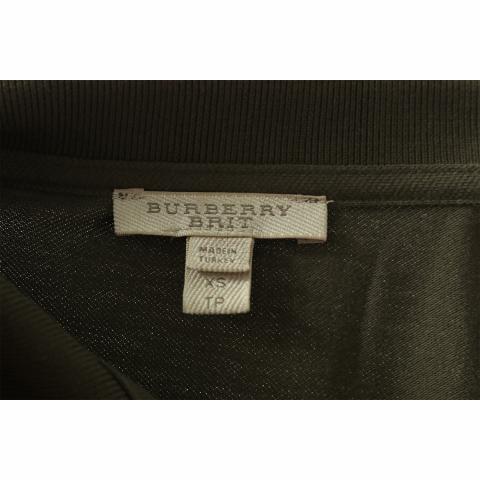 BURBERRY
BRIT
MADE IN
TURKEY
XS
TP